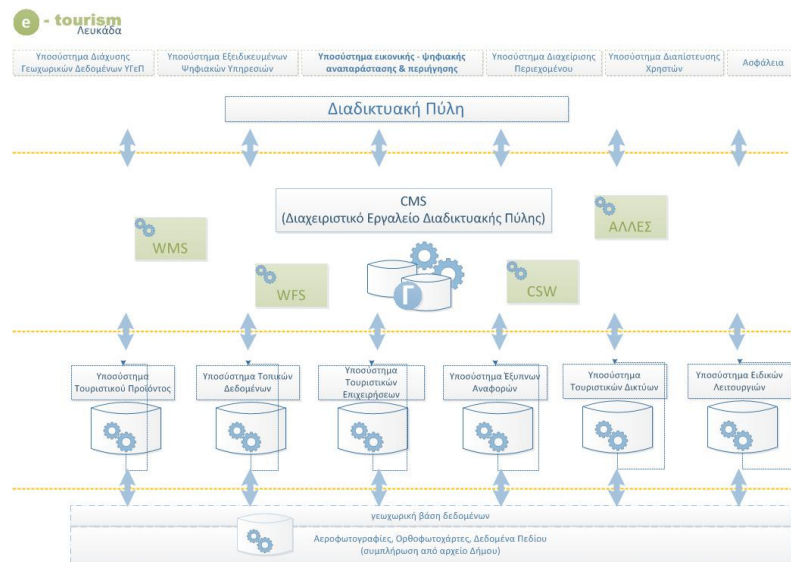 e - tourism
Λευκάδα
Υποσύστημα Διάχυσης
Γεωχωρικών Δεδομένων ΥΓεΠ
Υποσύστημα Εξειδικευμένων
Ψηφιακών Υπηρεσιών
Υποσύστημα εικονικής - ψηφιακής
αναπαράστασης & περιήγησης
Υποσύστημα Διαχείρισης
Περιεχομένου
Υποσύστημα Διαπίστευσης
Χρηστών
Ασφάλεια
Διαδικτυακή Πύλη
CMS
(Διαχειριστικό Εργαλείο Διαδικτυακής Πύλης)
WMS
ΑΛΛΕΣ
WFS
Γ
CSW
Υποσύστημα
Τουριστικού Προϊόντος
Υποσύστημα Τοπικών
Δεδομένων
Υποσύστημα
Τουριστικών
Επιχειρήσεων
Υποσύστημα Έξυπνων
Αναφορών
Υποσύστημα
Τουριστικών Δικτύων
Υποσύστημα Ειδικών
Λειτουργιών
γεωχωρική βάση δεδομένων
Αεροφωτογραφίες, Ορθοφωτοχάρτες, Δεδομένα Πεδίου
(συμπλήρωση από αρχείο Δήμου)